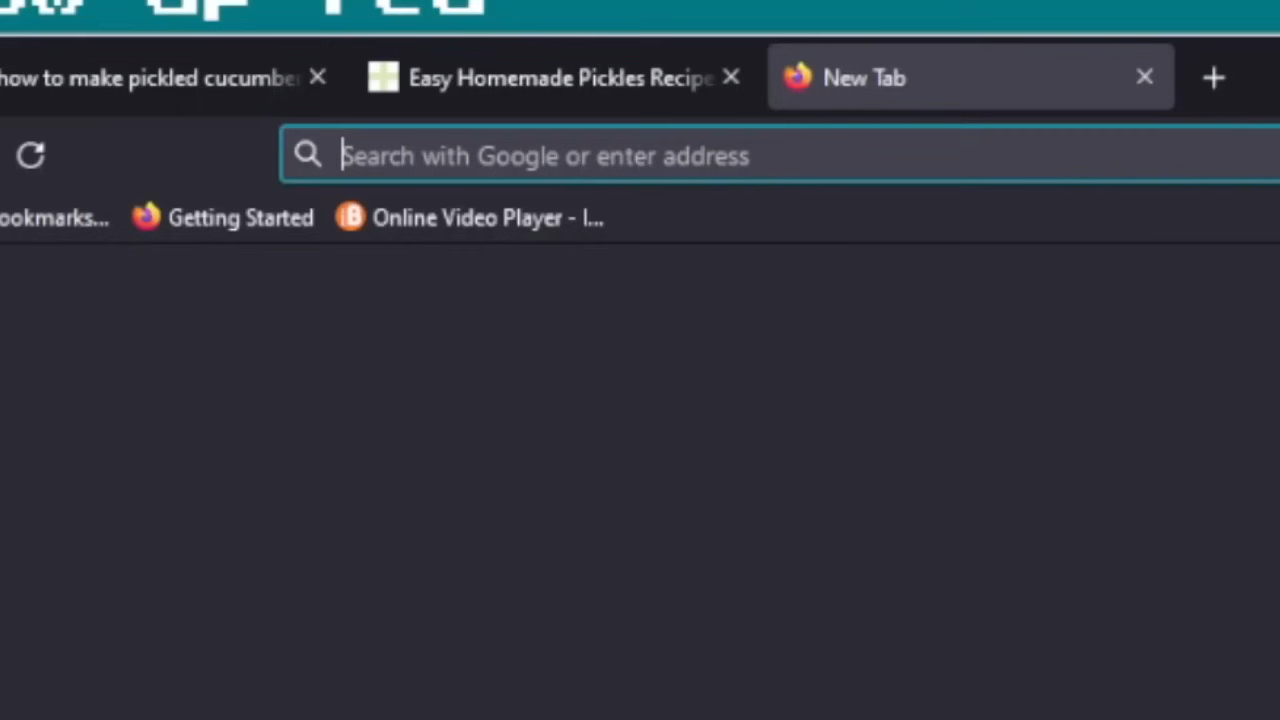 how to make pickled cucumbe
Easy Homemade Pickles Recipe
New Tab
Search with Google or enter address
ookmarks...
Getting Started
Online Video Player - I...